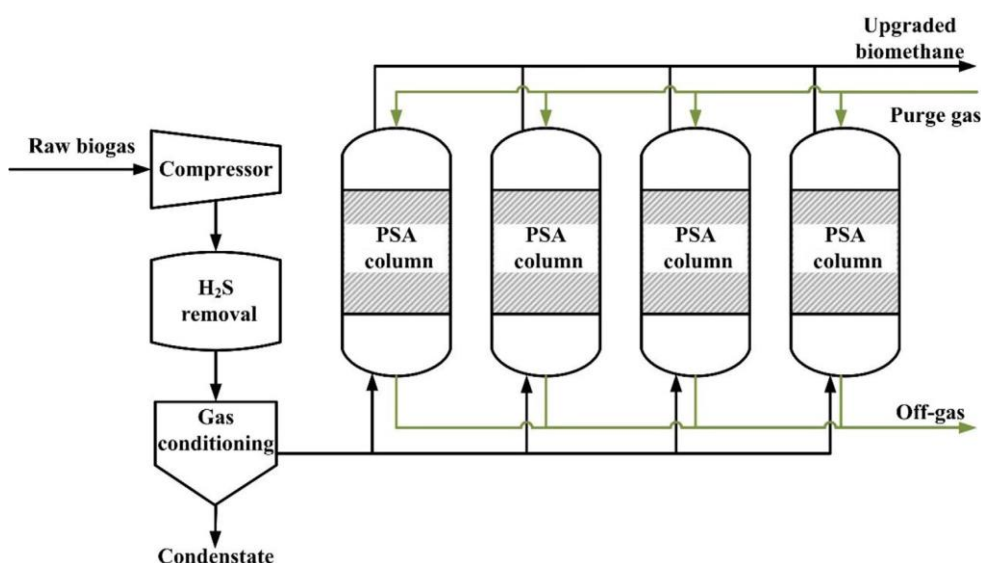 Upgraded
biomethane
Purge gas
Raw biogas
Compressor
PSA
column
PSA
column
PSA
column
PSA
column
H₂S
removal
Gas
conditioning
Off-gas
Condenstate